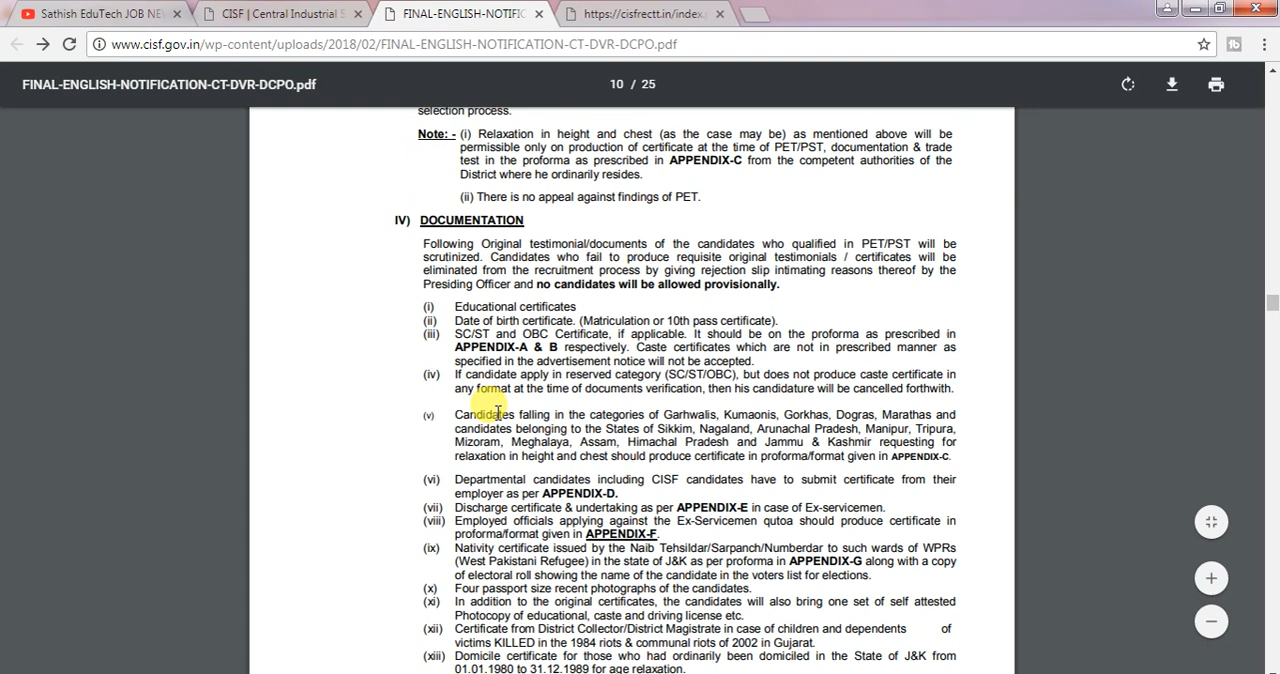 Sathish EduTech JOB NE
CISF | Central Industrial S
FINAL-ENGLISH-NOTIFIC
https://cisfrectt.in/index.
www.cisf.gov.in/wp-content/uploads/2018/02/FINAL-ENGLISH-NOTIFICATION-CT-DVR-DCPO.pdf
FINAL-ENGLISH-NOTIFICATION-CT-DVR-DCPO.pdf
10 / 25
selection process.
Note: - (i) Relaxation in height and chest (as the case may be) as mentioned above will be
permissible only on production of certificate at the time of PET/PST, documentation & trade
test in the proforma as prescribed in APPENDIX-C from the competent authorities of the
District where he ordinarily resides.
(ii) There is no appeal against findings of PET.
IV) DOCUMENTATION
Following Original testimonial/documents of the candidates who qualified in PET/PST will be
scrutinized. Candidates who fail to produce requisite original testimonials / certificates will be
eliminated from the recruitment process by giving rejection slip intimating reasons thereof by the
Presiding Officer and no candidates will be allowed provisionally.
(i) Educational certificates
(ii) Date of birth certificate. (Matriculation or 10th pass certificate).
(iii) SC/ST and OBC Certificate, if applicable. It should be on the proforma as prescribed in
APPENDIX-A & B respectively. Caste certificates which are not in prescribed manner as
specified in the advertisement notice will not be accepted.
(iv) If candidate apply in reserved category (SC/ST/OBC), but does not produce caste certificate in
any format at the time of documents verification, then his candidature will be cancelled forthwith.
(v) Candidates falling in the categories of Garhwalis, Kumaonis, Gorkhas, Dogras, Marathas and
candidates belonging to the States of Sikkim, Nagaland, Arunachal Pradesh, Manipur, Tripura,
Mizoram, Meghalaya, Assam, Himachal Pradesh and Jammu & Kashmir requesting for
relaxation in height and chest should produce certificate in proforma/format given in APPENDIX-C.
(vi) Departmental candidates including CISF candidates have to submit certificate from their
employer as per APPENDIX-D.
(vii) Discharge certificate & undertaking as per APPENDIX-E in case of Ex-servicemen.
(viii) Employed officials applying against the Ex-Servicemen qutoa should produce certificate in
proforma/format given in APPENDIX-F.
(ix) Nativity certificate issued by the Naib Tehsildar/Sarpanch/Numberdar to such wards of WPRs
(West Pakistani Refugee) in the state of J&K as per proforma in APPENDIX-G along with a copy
of electoral roll showing the name of the candidate in the voters list for elections.
(x) Four passport size recent photographs of the candidates.
(xi) In addition to the original certificates, the candidates will also bring one set of self attested
Photocopy of educational, caste and driving license etc.
(xii) Certificate from District Collector/District Magistrate in case of children and dependents of
victims KILLED in the 1984 riots & communal riots of 2002 in Gujarat.
(xiii) Domicile certificate for those who had ordinarily been domiciled in the State of J&K from
01.01.1980 to 31.12.1989 for age relaxation.